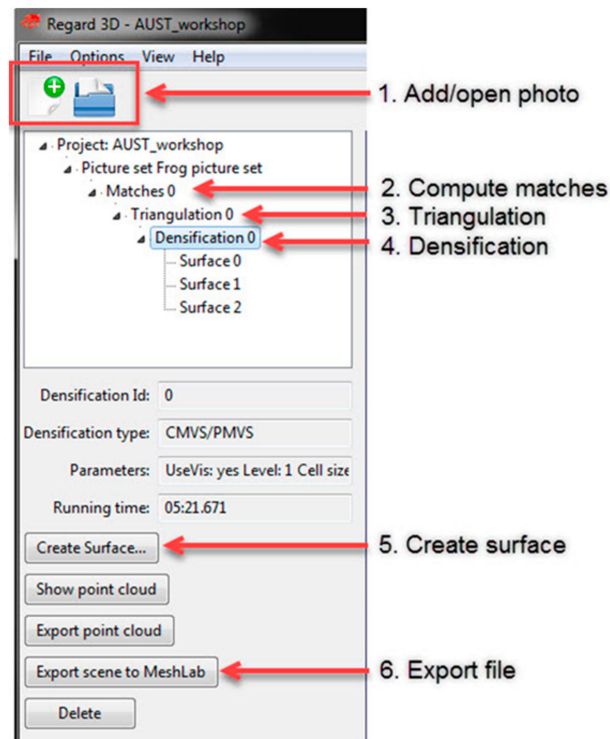 Regard 3D - AUST_workshop
File Options View Help
1. Add/open photo
Project: AUST_workshop
Picture set Frog picture set
Matches 0
2. Compute matches
Triangulation 0
3. Triangulation
Densification 0
4. Densification
Surface 0
Surface 1
Surface 2
Densification Id: 0
Densification type: CMVS/PMVS
Parameters: UseVis: yes Level: 1 Cell size
Running time: 05:21.671
Create Surface...
5. Create surface
Show point cloud
Export point cloud
Export scene to MeshLab
6. Export file
Delete